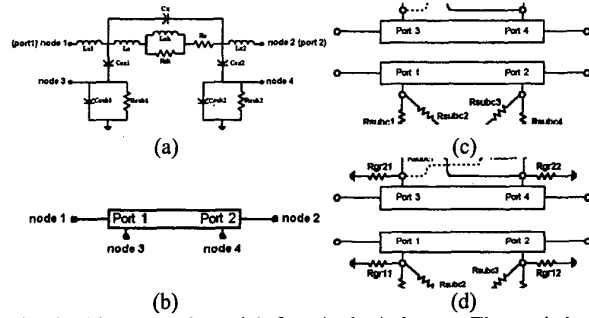 Cs
(port1) node 1
Ls1
Ls
Lsk
Rsk
Rs
Ls2
node 2 (port 2)
Cox1
Cox2
node 3
node 4
Csub1
Rsub1
Csub2
Rsub2
(a)
Port 3
Port 4
Port 1
Port 2
Rsubc1
Rsubc2
Rsubc3
Rsubc4
(c)
node 1
Port 1
Port 2
node 2
node 3
node 4
(b)
Rgr21
Rgr22
Port 3
Port 4
Port 1
Port 2
Rgr11
Rsubc2
Rsubc3
Rgr12
(d)